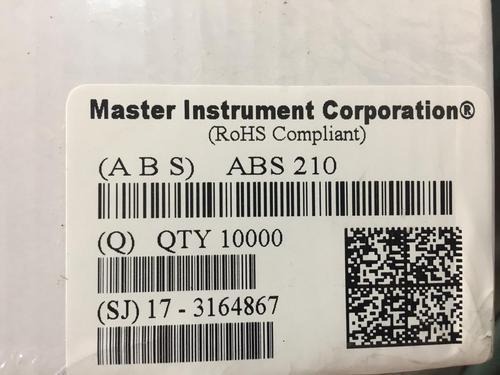 Master Instrument Corporation®
(RoHS Compliant)
(A B S) ABS 210
(Q) QTY 10000
(SJ) 17 - 3164867